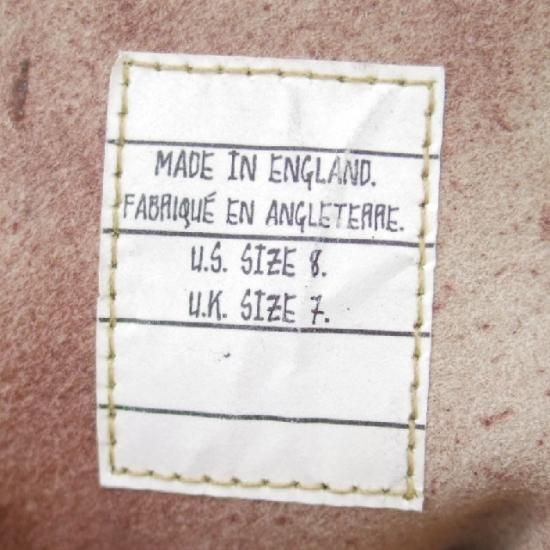 MADE IN ENGLAND.
FABRIQUÉ EN ANGLETERRE.
U.S. SIZE 8.
U.K. SIZE 7.